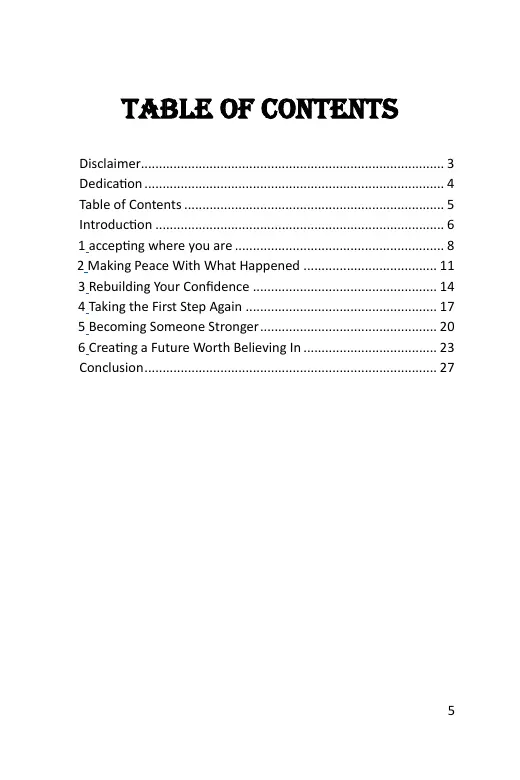 TABLE OF CONTENTS
Disclaimer.................................................................................... 3
Dedication ................................................................................... 4
Table of Contents ........................................................................ 5
Introduction ................................................................................ 6
1 accepting where you are .......................................................... 8
2 Making Peace With What Happened ..................................... 11
3 Rebuilding Your Confidence ................................................... 14
4 Taking the First Step Again ..................................................... 17
5 Becoming Someone Stronger................................................. 20
6 Creating a Future Worth Believing In ..................................... 23
Conclusion................................................................................. 27
5